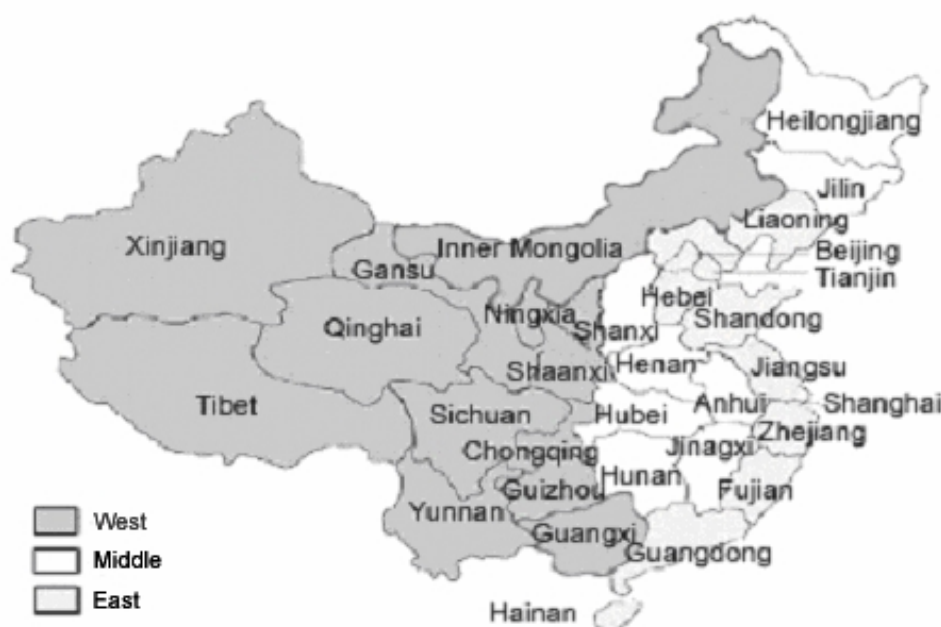 Heilongjiang
Jilin
Liaoning
Xinjiang
Inner Mongolia
Beijing
Gansu
Tianjin
Hebei
Ningxia
Shanxi
Shandong
Qinghai
Shaanxi
Henan
Jiangsu
Tibet
Sichuan
Hubei
Anhui
Shanghai
Zhejiang
Chongqing
Jinagxi
Hunan
Guizhou
Fujian
Yunnan
West
Guangxi
Guangdong
Middle
East
Hainan